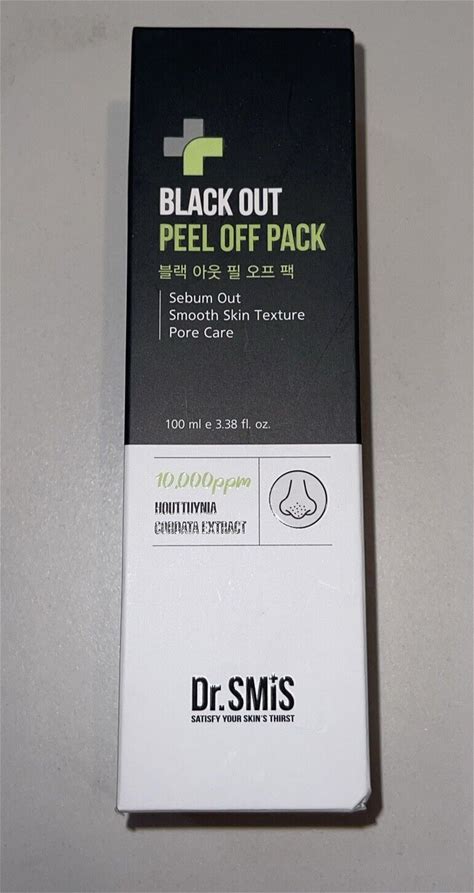 BLACK OUT
PEEL OFF PACK
블랙 아웃 필 오프 팩
Sebum Out
Smooth Skin Texture
Pore Care
100 ml e 3.38 fl. oz.
10,000ppm
HOUTTHYNIA
CORDATA EXTRACT
Dr.SMiS
SATISFY YOUR SKIN'S THIRST